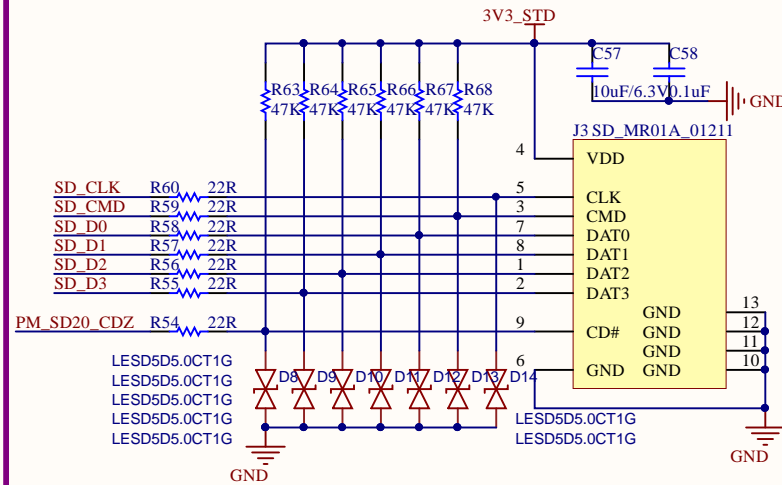 3V3_STD
C57 C58
R63 R64 R65 R66 R67 R68
47K 47K 47K 47K 47K 47K
10uF/6.3V 0.1uF
GND
J3 SD_MR01A_01211
4 VDD
SD_CLK R60 22R 5 CLK
SD_CMD R59 22R 3 CMD
SD_D0 R58 22R 7 DAT0
SD_D1 R57 22R 8 DAT1
SD_D2 R56 22R 1 DAT2
SD_D3 R55 22R 2 DAT3
GND 13
PM_SD20_CDZ R54 22R 9 CD# GND 12
GND 11
6 GND GND 10
LESD5D5.0CT1G
LESD5D5.0CT1G
LESD5D5.0CT1G
LESD5D5.0CT1G
LESD5D5.0CT1G
D8 D9 D10 D11 D12 D13 D14
LESD5D5.0CT1G
LESD5D5.0CT1G
GND
GND